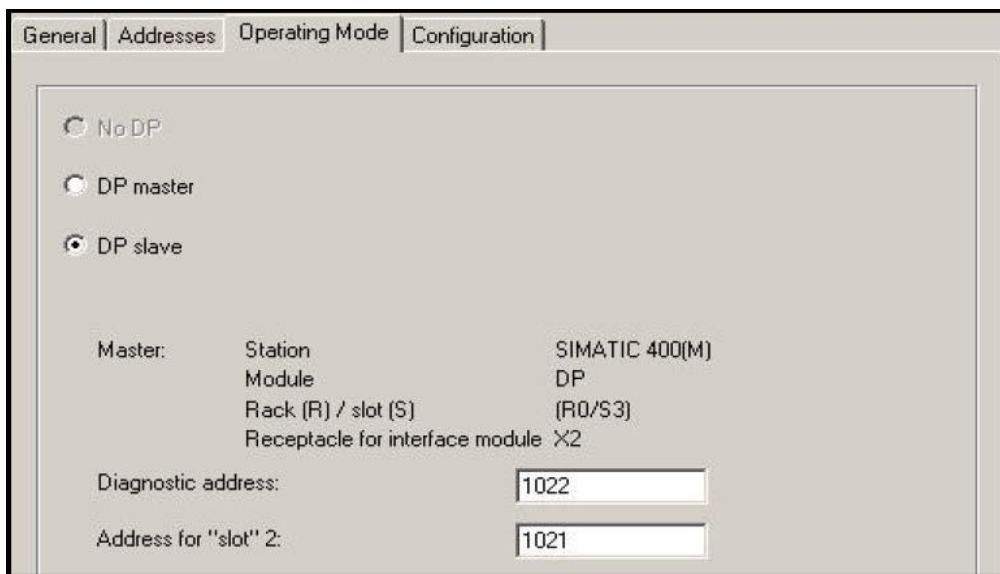 General Addresses Operating Mode Configuration
No DP
DP master
DP slave
Master: Station SIMATIC 400(M)
Module DP
Rack (R) / slot (S) (R0/S3)
Receptacle for interface module X2
Diagnostic address: 1022
Address for "slot" 2: 1021